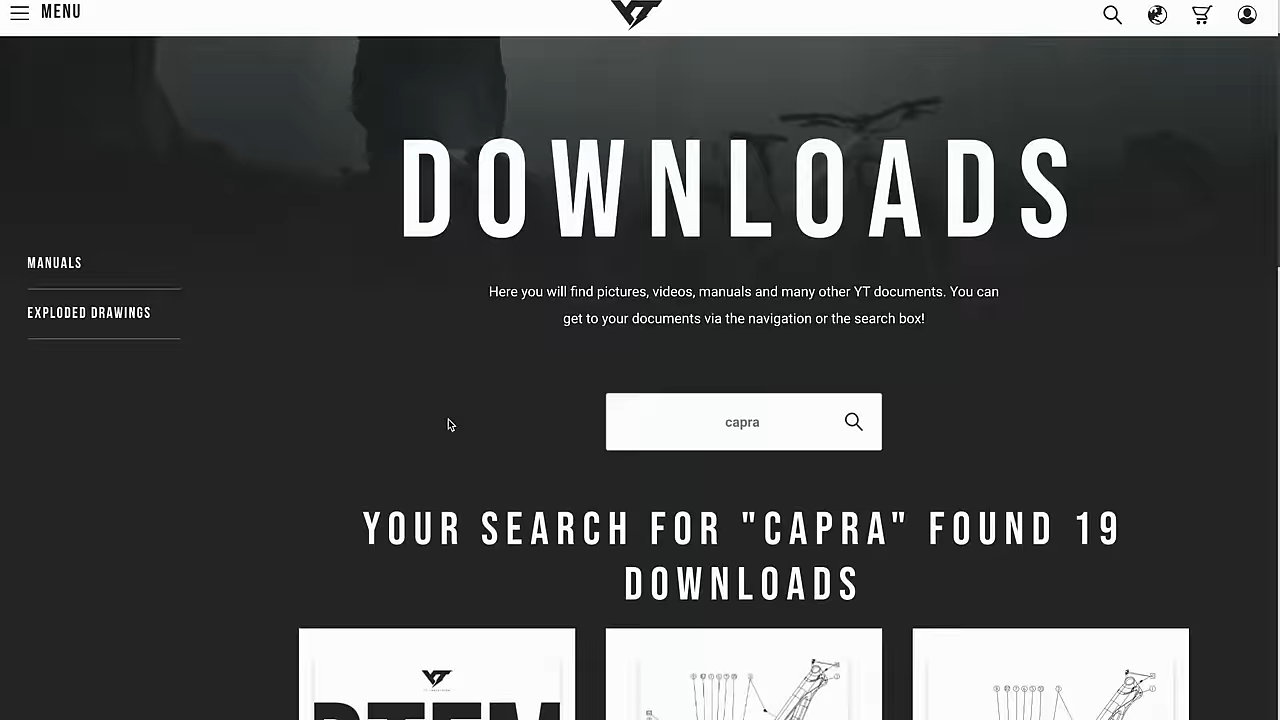 MENU
YT
DOWNLOADS
MANUALS
EXPLODED DRAWINGS
Here you will find pictures, videos, manuals and many other YT documents. You can
get to your documents via the navigation or the search box!
capra
YOUR SEARCH FOR "CAPRA" FOUND 19
DOWNLOADS
YT